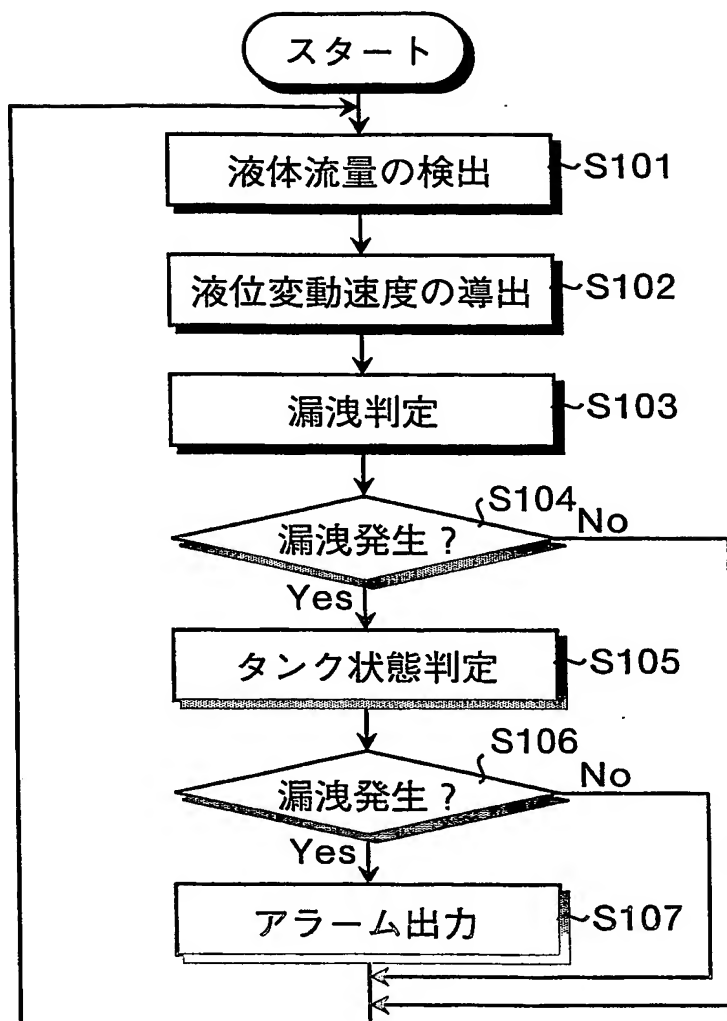 スタート
液体流量の検出
S101
液位変動速度の導出
S102
漏洩判定
S103
S104
漏洩発生?
No
Yes
タンク状態判定
S105
S106
漏洩発生?
No
Yes
アラーム出力
S107